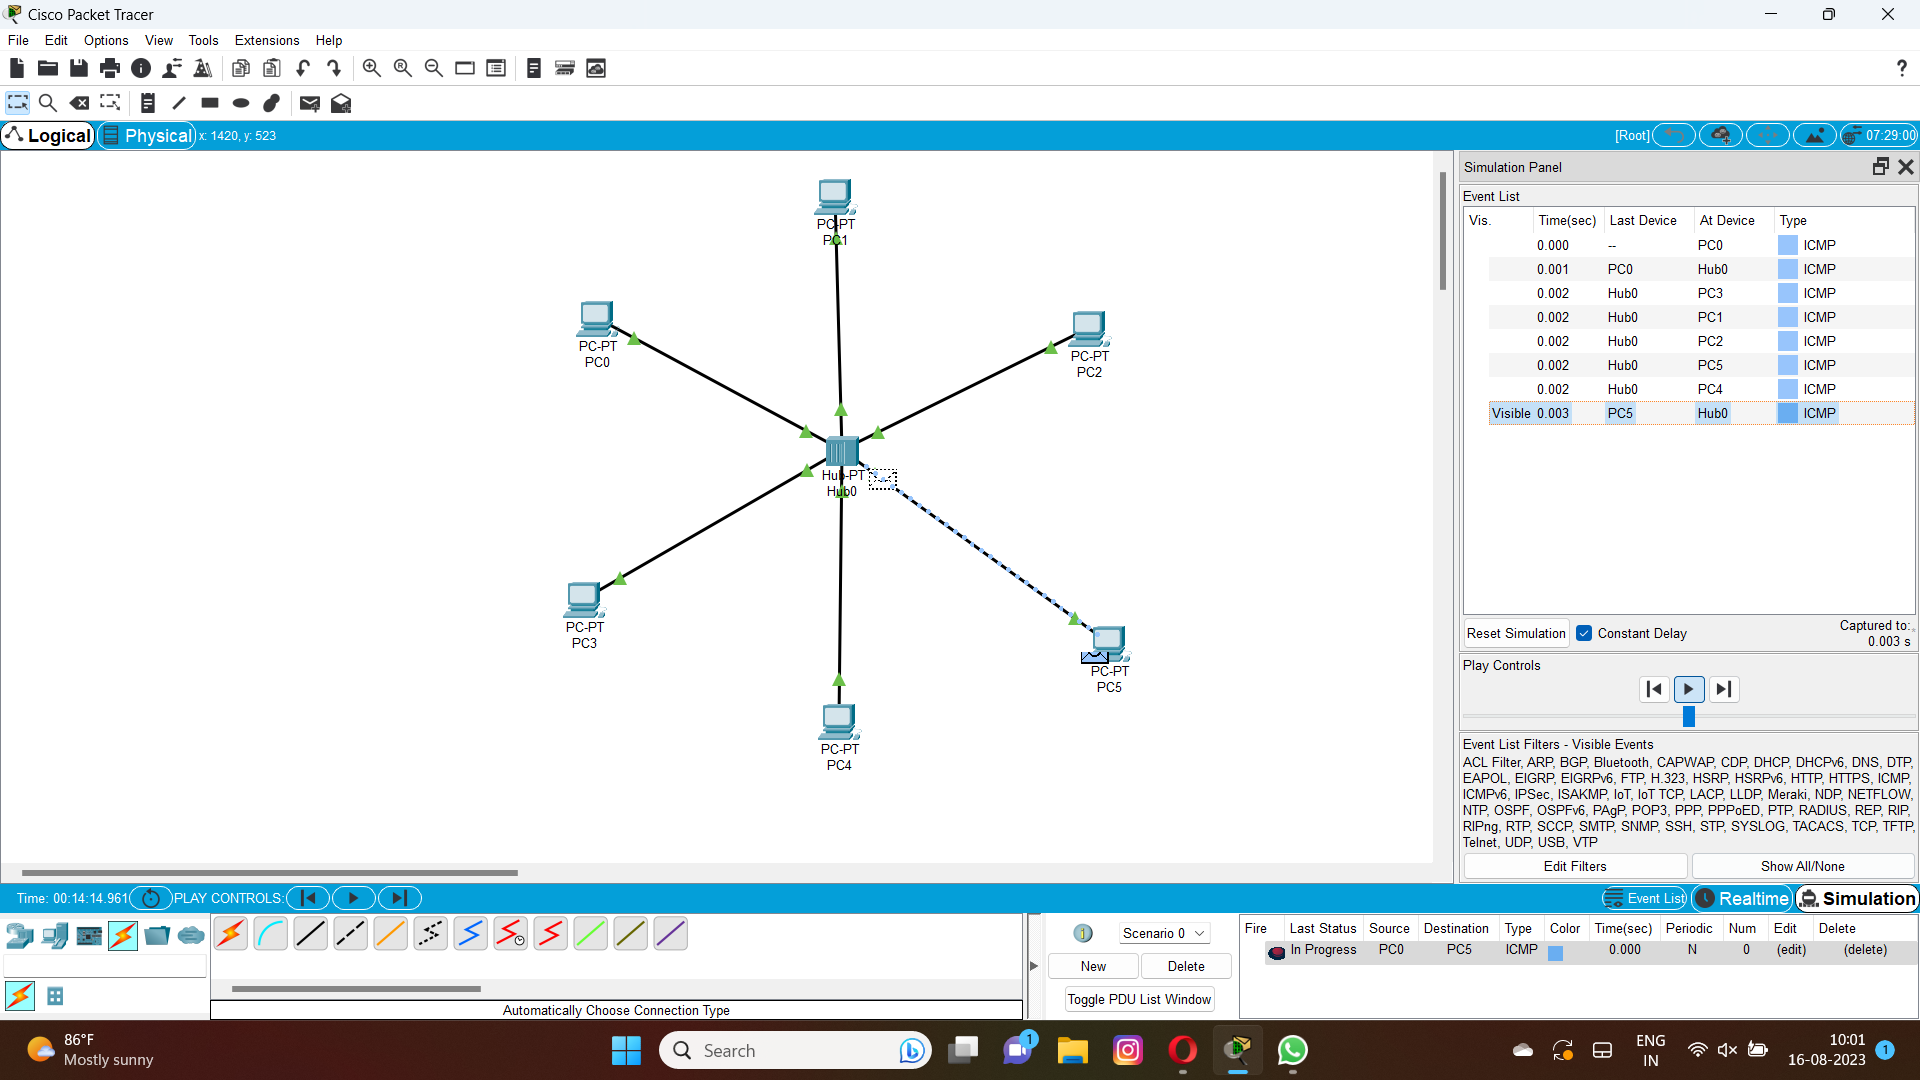 Cisco Packet Tracer
File Edit Options View Tools Extensions Help
?
Logical Physical x: 1420, y: 523
[Root] 07:29:00
PC-PT
PC1
PC-PT
PC0
PC-PT
PC2
Hub-PT
Hub0
PC-PT
PC3
PC-PT
PC5
PC-PT
PC4
Simulation Panel
Event List
Vis. Time(sec) Last Device At Device Type
0.000 -- PC0 ICMP
0.001 PC0 Hub0 ICMP
0.002 Hub0 PC3 ICMP
0.002 Hub0 PC1 ICMP
0.002 Hub0 PC2 ICMP
0.002 Hub0 PC5 ICMP
0.002 Hub0 PC4 ICMP
Visible 0.003 PC5 Hub0 ICMP
Reset Simulation Constant Delay Captured to:
0.003 s
Play Controls
Event List Filters - Visible Events
ACL Filter, ARP, BGP, Bluetooth, CAPWAP, CDP, DHCP, DHCPv6, DNS, DTP,
EAPOL, EIGRP, EIGRPv6, FTP, H.323, HSRP, HSRPv6, HTTP, HTTPS, ICMP,
ICMPv6, IPSec, ISAKMP, IoT, IoT TCP, LACP, LLDP, Meraki, NDP, NETFLOW,
NTP, OSPF, OSPFv6, PAgP, POP3, PPP, PPPoED, PTP, RADIUS, REP, RIP,
RIPng, RTP, SCCP, SMTP, SNMP, SSH, STP, SYSLOG, TACACS, TCP, TFTP,
Telnet, UDP, USB, VTP
Edit Filters Show All/None
Time: 00:14:14.961 PLAY CONTROLS:
Event List Realtime Simulation
Automatically Choose Connection Type
1 Scenario 0
New Delete
Toggle PDU List Window
Fire Last Status Source Destination Type Color Time(sec) Periodic Num Edit Delete
In Progress PC0 PC5 ICMP 0.000 N 0 (edit) (delete)
86°F
Mostly sunny
Search
1
ENG
IN
10:01
16-08-2023
1